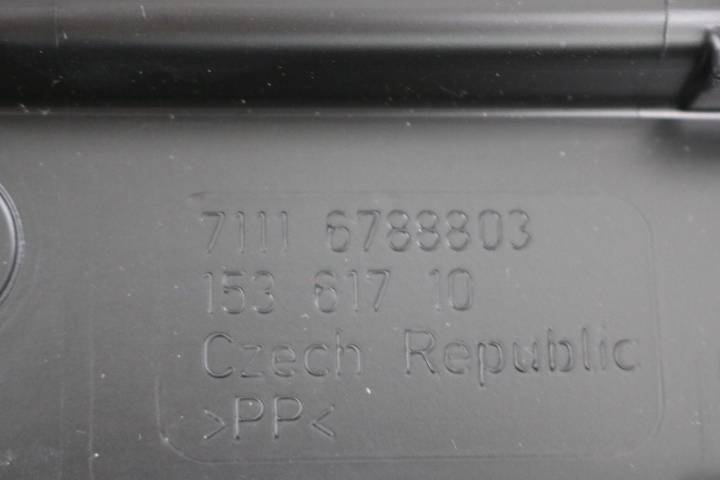 7111 6788803
153 617 10
Czech Republic
>PP<